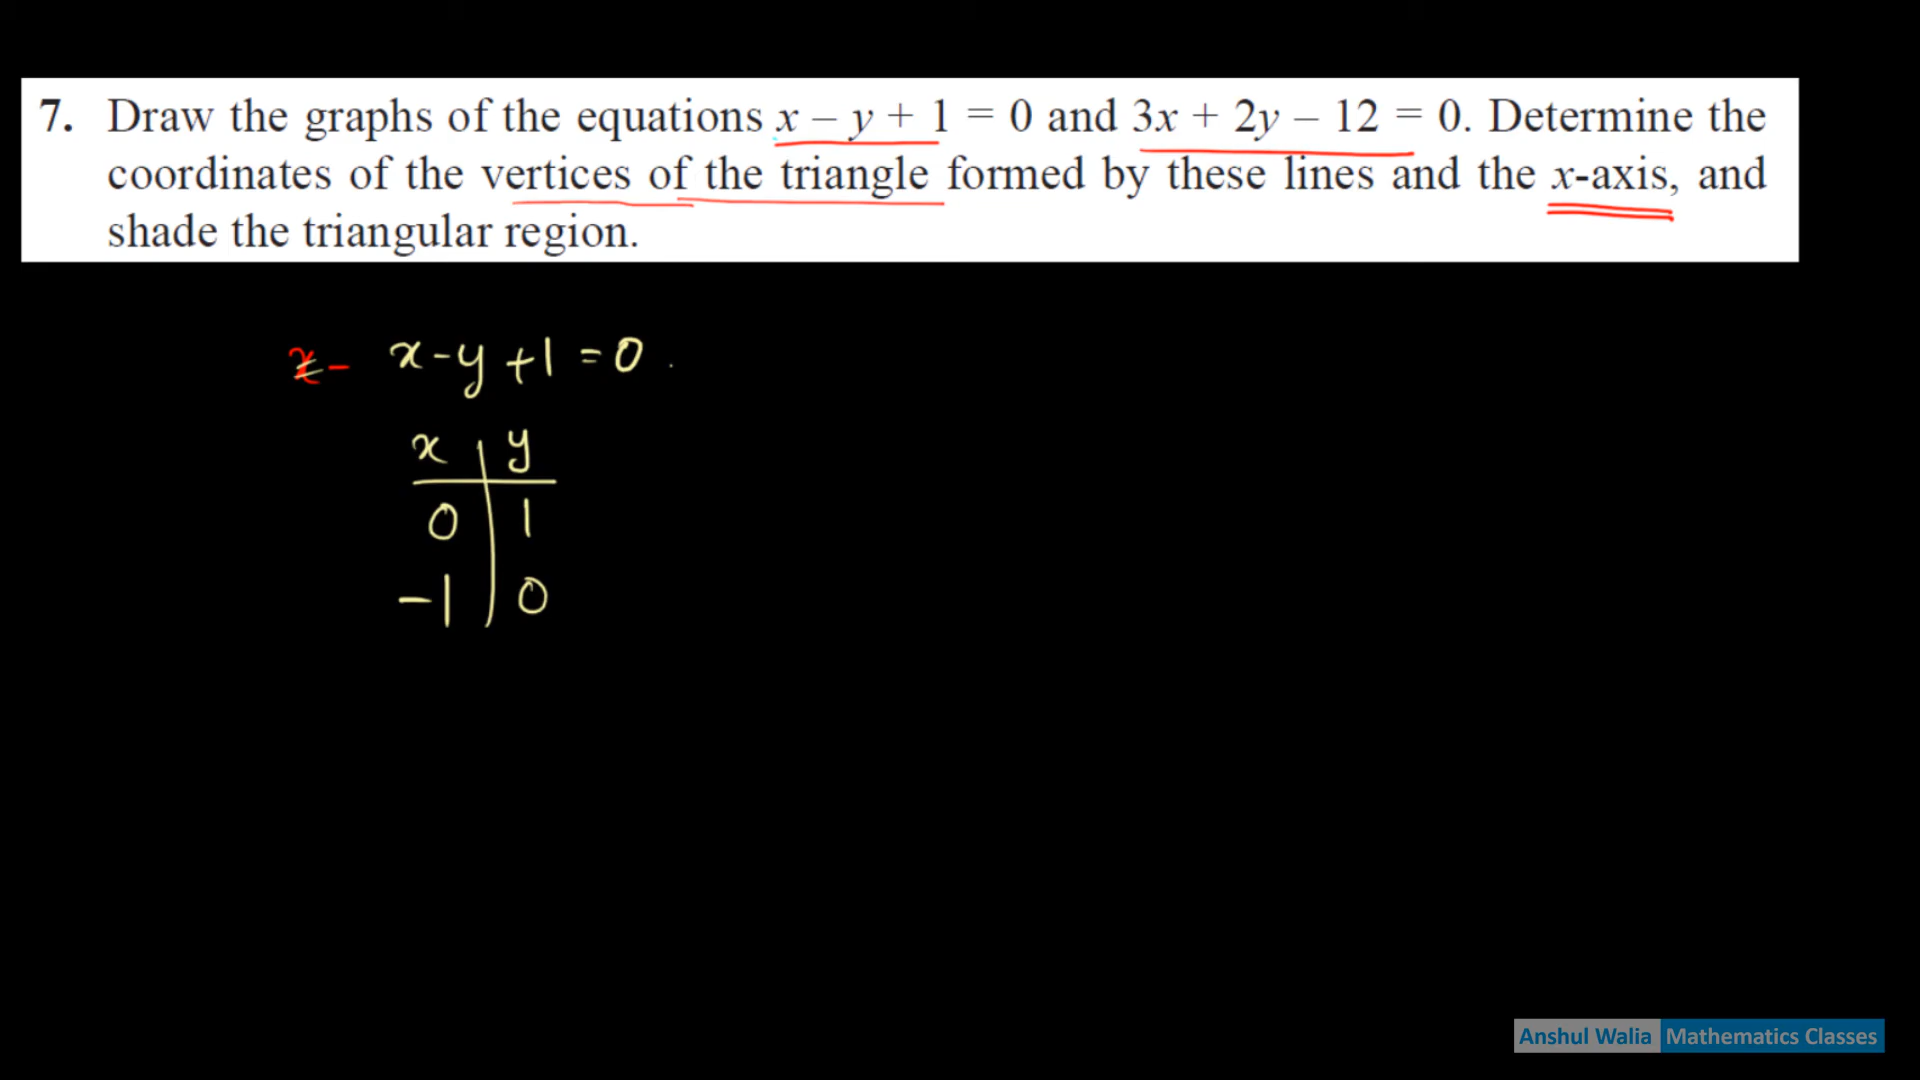 7. Draw the graphs of the equations x – y + 1 = 0 and 3x + 2y – 12 = 0. Determine the
coordinates of the vertices of the triangle formed by these lines and the x-axis, and
shade the triangular region.
x- x-y+1=0.
x y
0 1
-1 0
Anshul Walia Mathematics Classes